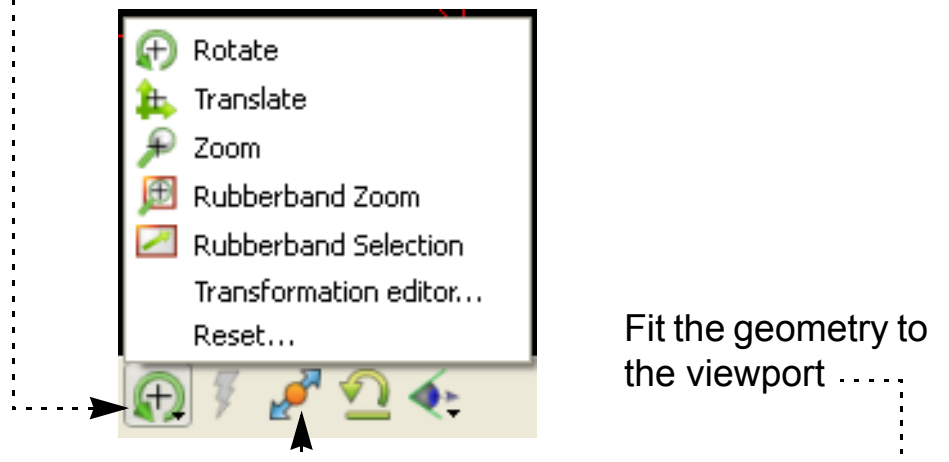 Rotate
Translate
Zoom
Rubberband Zoom
Rubberband Selection
Transformation editor...
Reset...
Fit the geometry to
the viewport